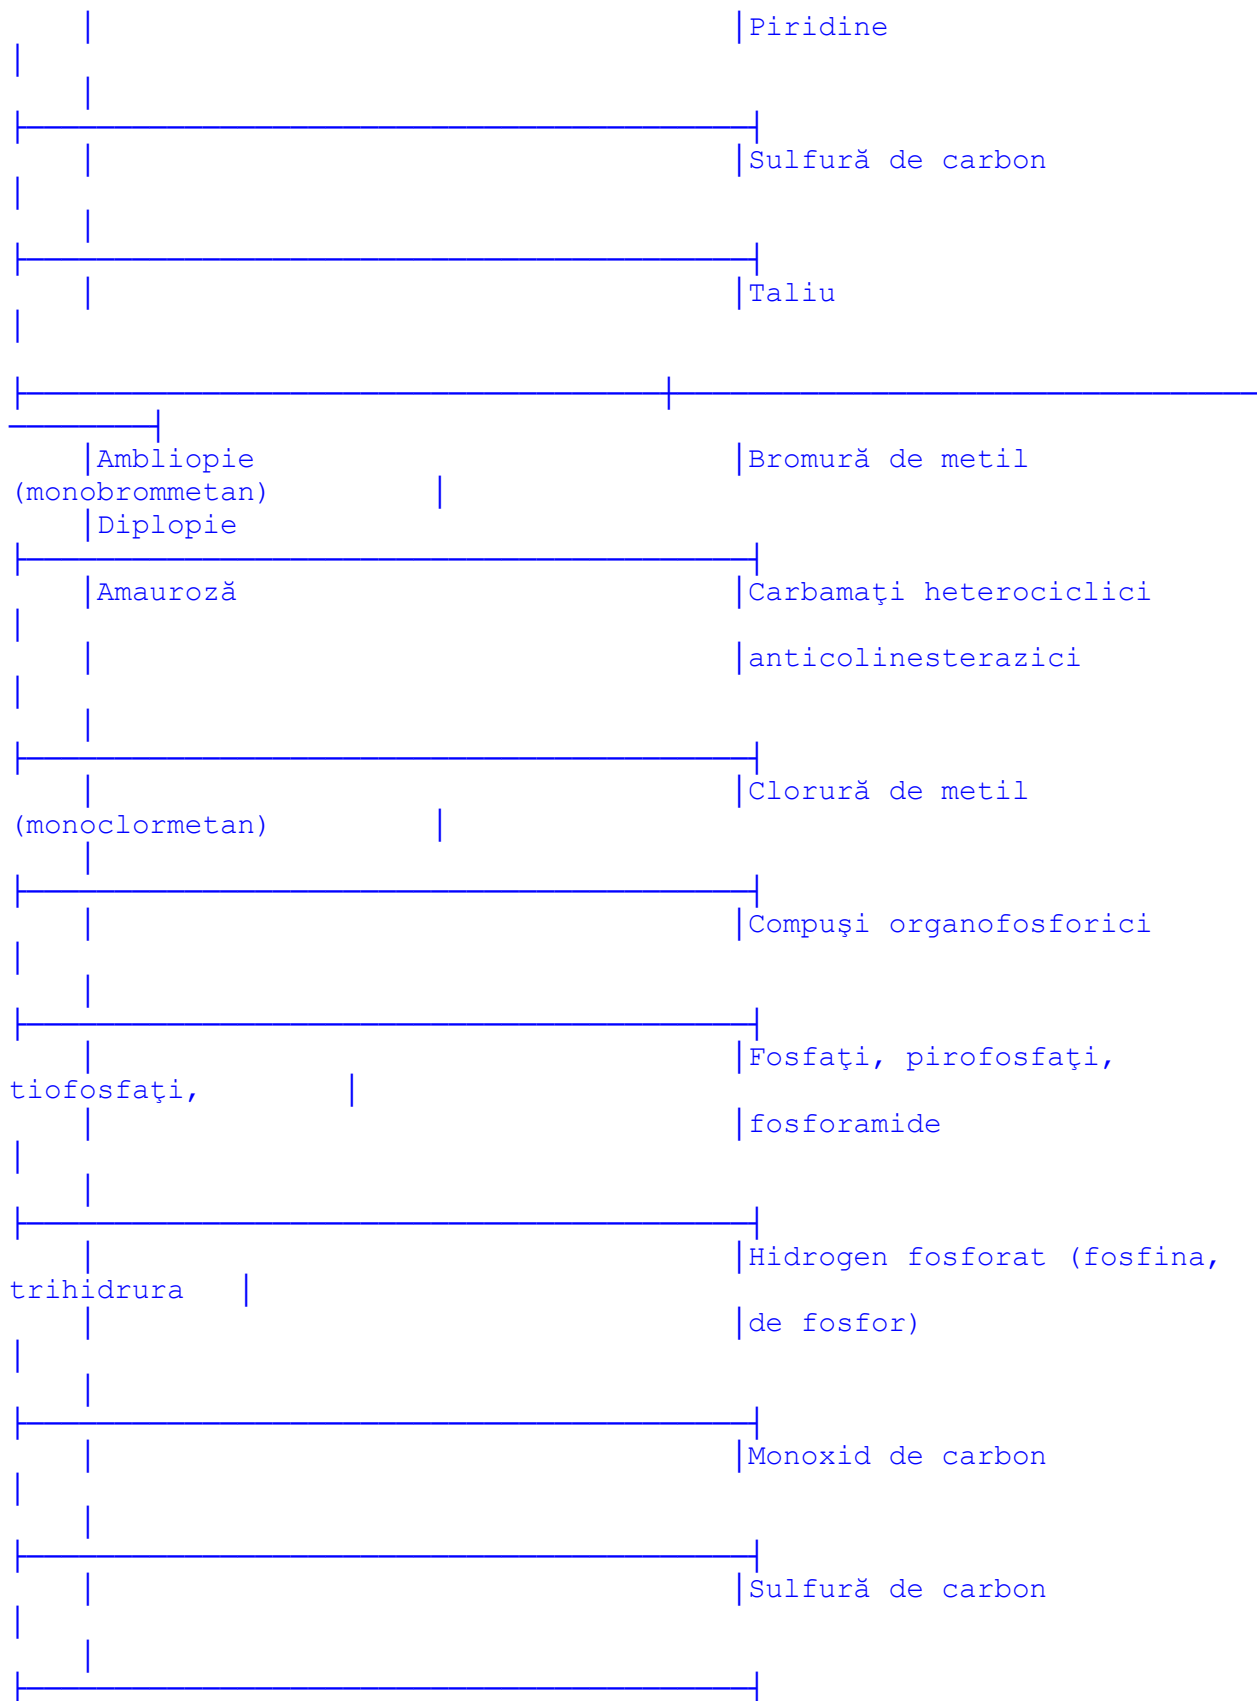 Piridine
Sulfură de carbon
Taliu
Ambliopie Bromură de metil
(monobrommetan)
Diplopie
Amauroză Carbamaţi heterociclici
anticolinesterazici
Clorură de metil
(monoclormetan)
Compuşi organofosforici
Fosfaţi, pirofosfaţi,
tiofosfaţi,
fosforamide
Hidrogen fosforat (fosfina,
trihidrura
de fosfor)
Monoxid de carbon
Sulfură de carbon